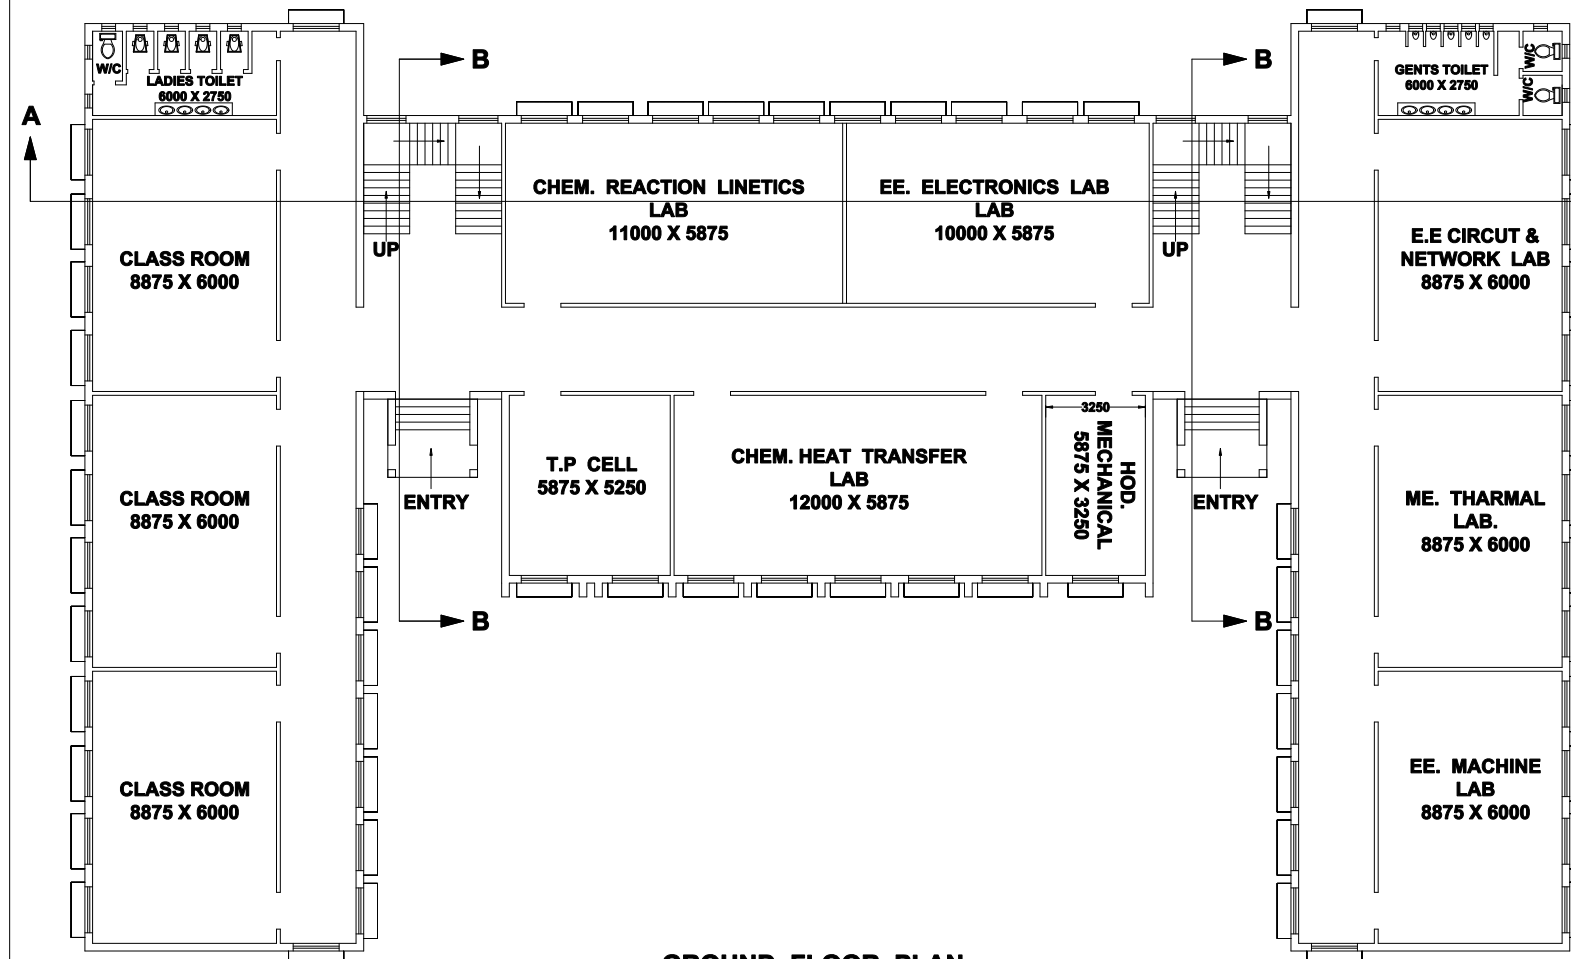 B
B
W/C
LADIES TOILET
6000 X 2750
GENTS TOILET
6000 X 2750
W/C
W/C
A
CHEM. REACTION LINETICS
LAB
11000 X 5875
EE. ELECTRONICS LAB
LAB
10000 X 5875
UP
UP
CLASS ROOM
8875 X 6000
E.E CIRCUT &
NETWORK LAB
8875 X 6000
3250
T.P CELL
5875 X 5250
CHEM. HEAT TRANSFER
LAB
12000 X 5875
HOD.
MECHANICAL
5875 X 3250
ENTRY
ENTRY
CLASS ROOM
8875 X 6000
ME. THARMAL
LAB.
8875 X 6000
B
B
CLASS ROOM
8875 X 6000
EE. MACHINE
LAB
8875 X 6000
GROUND FLOOR PLAN